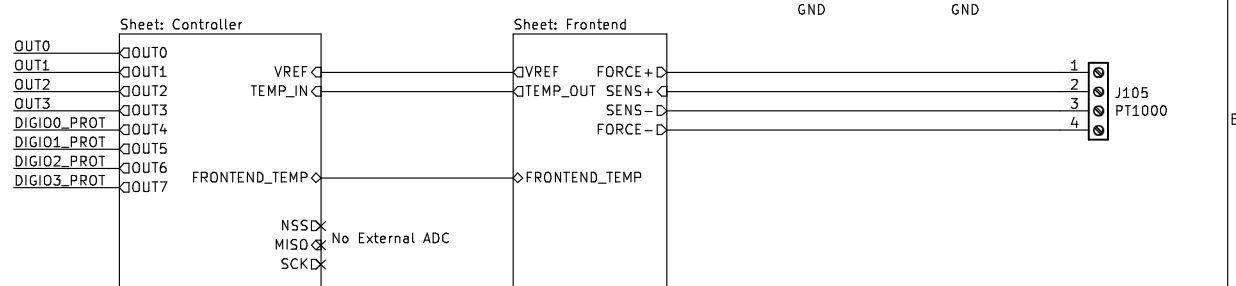 GND GND
Sheet: Controller Sheet: Frontend
OUT0 OUT0
OUT1 OUT1 VREF VREF FORCE+ 1
OUT2 OUT2 TEMP_IN TEMP_OUT SENS+ 2 J105
OUT3 OUT3 SENS- 3 PT1000
DIGIO0_PROT OUT4 FORCE- 4
DIGIO1_PROT OUT5
DIGIO2_PROT OUT6
DIGIO3_PROT OUT7 FRONTEND_TEMP FRONTEND_TEMP
NSS
MISO No External ADC
SCK